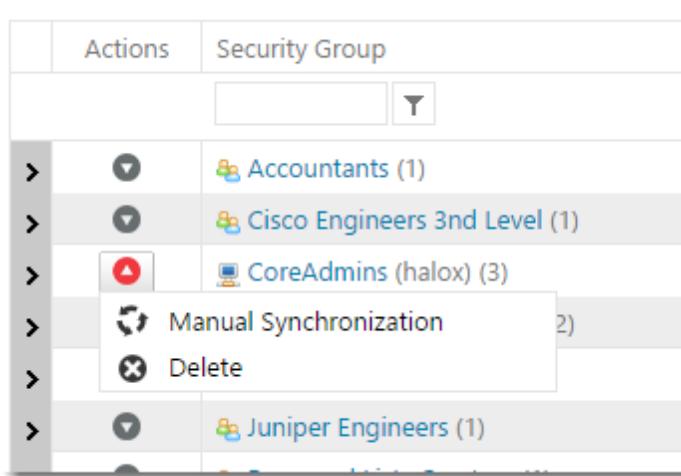 Actions Security Group
Accountants (1)
Cisco Engineers 3nd Level (1)
CoreAdmins (halox) (3)
Manual Synchronization 2)
Delete
Juniper Engineers (1)